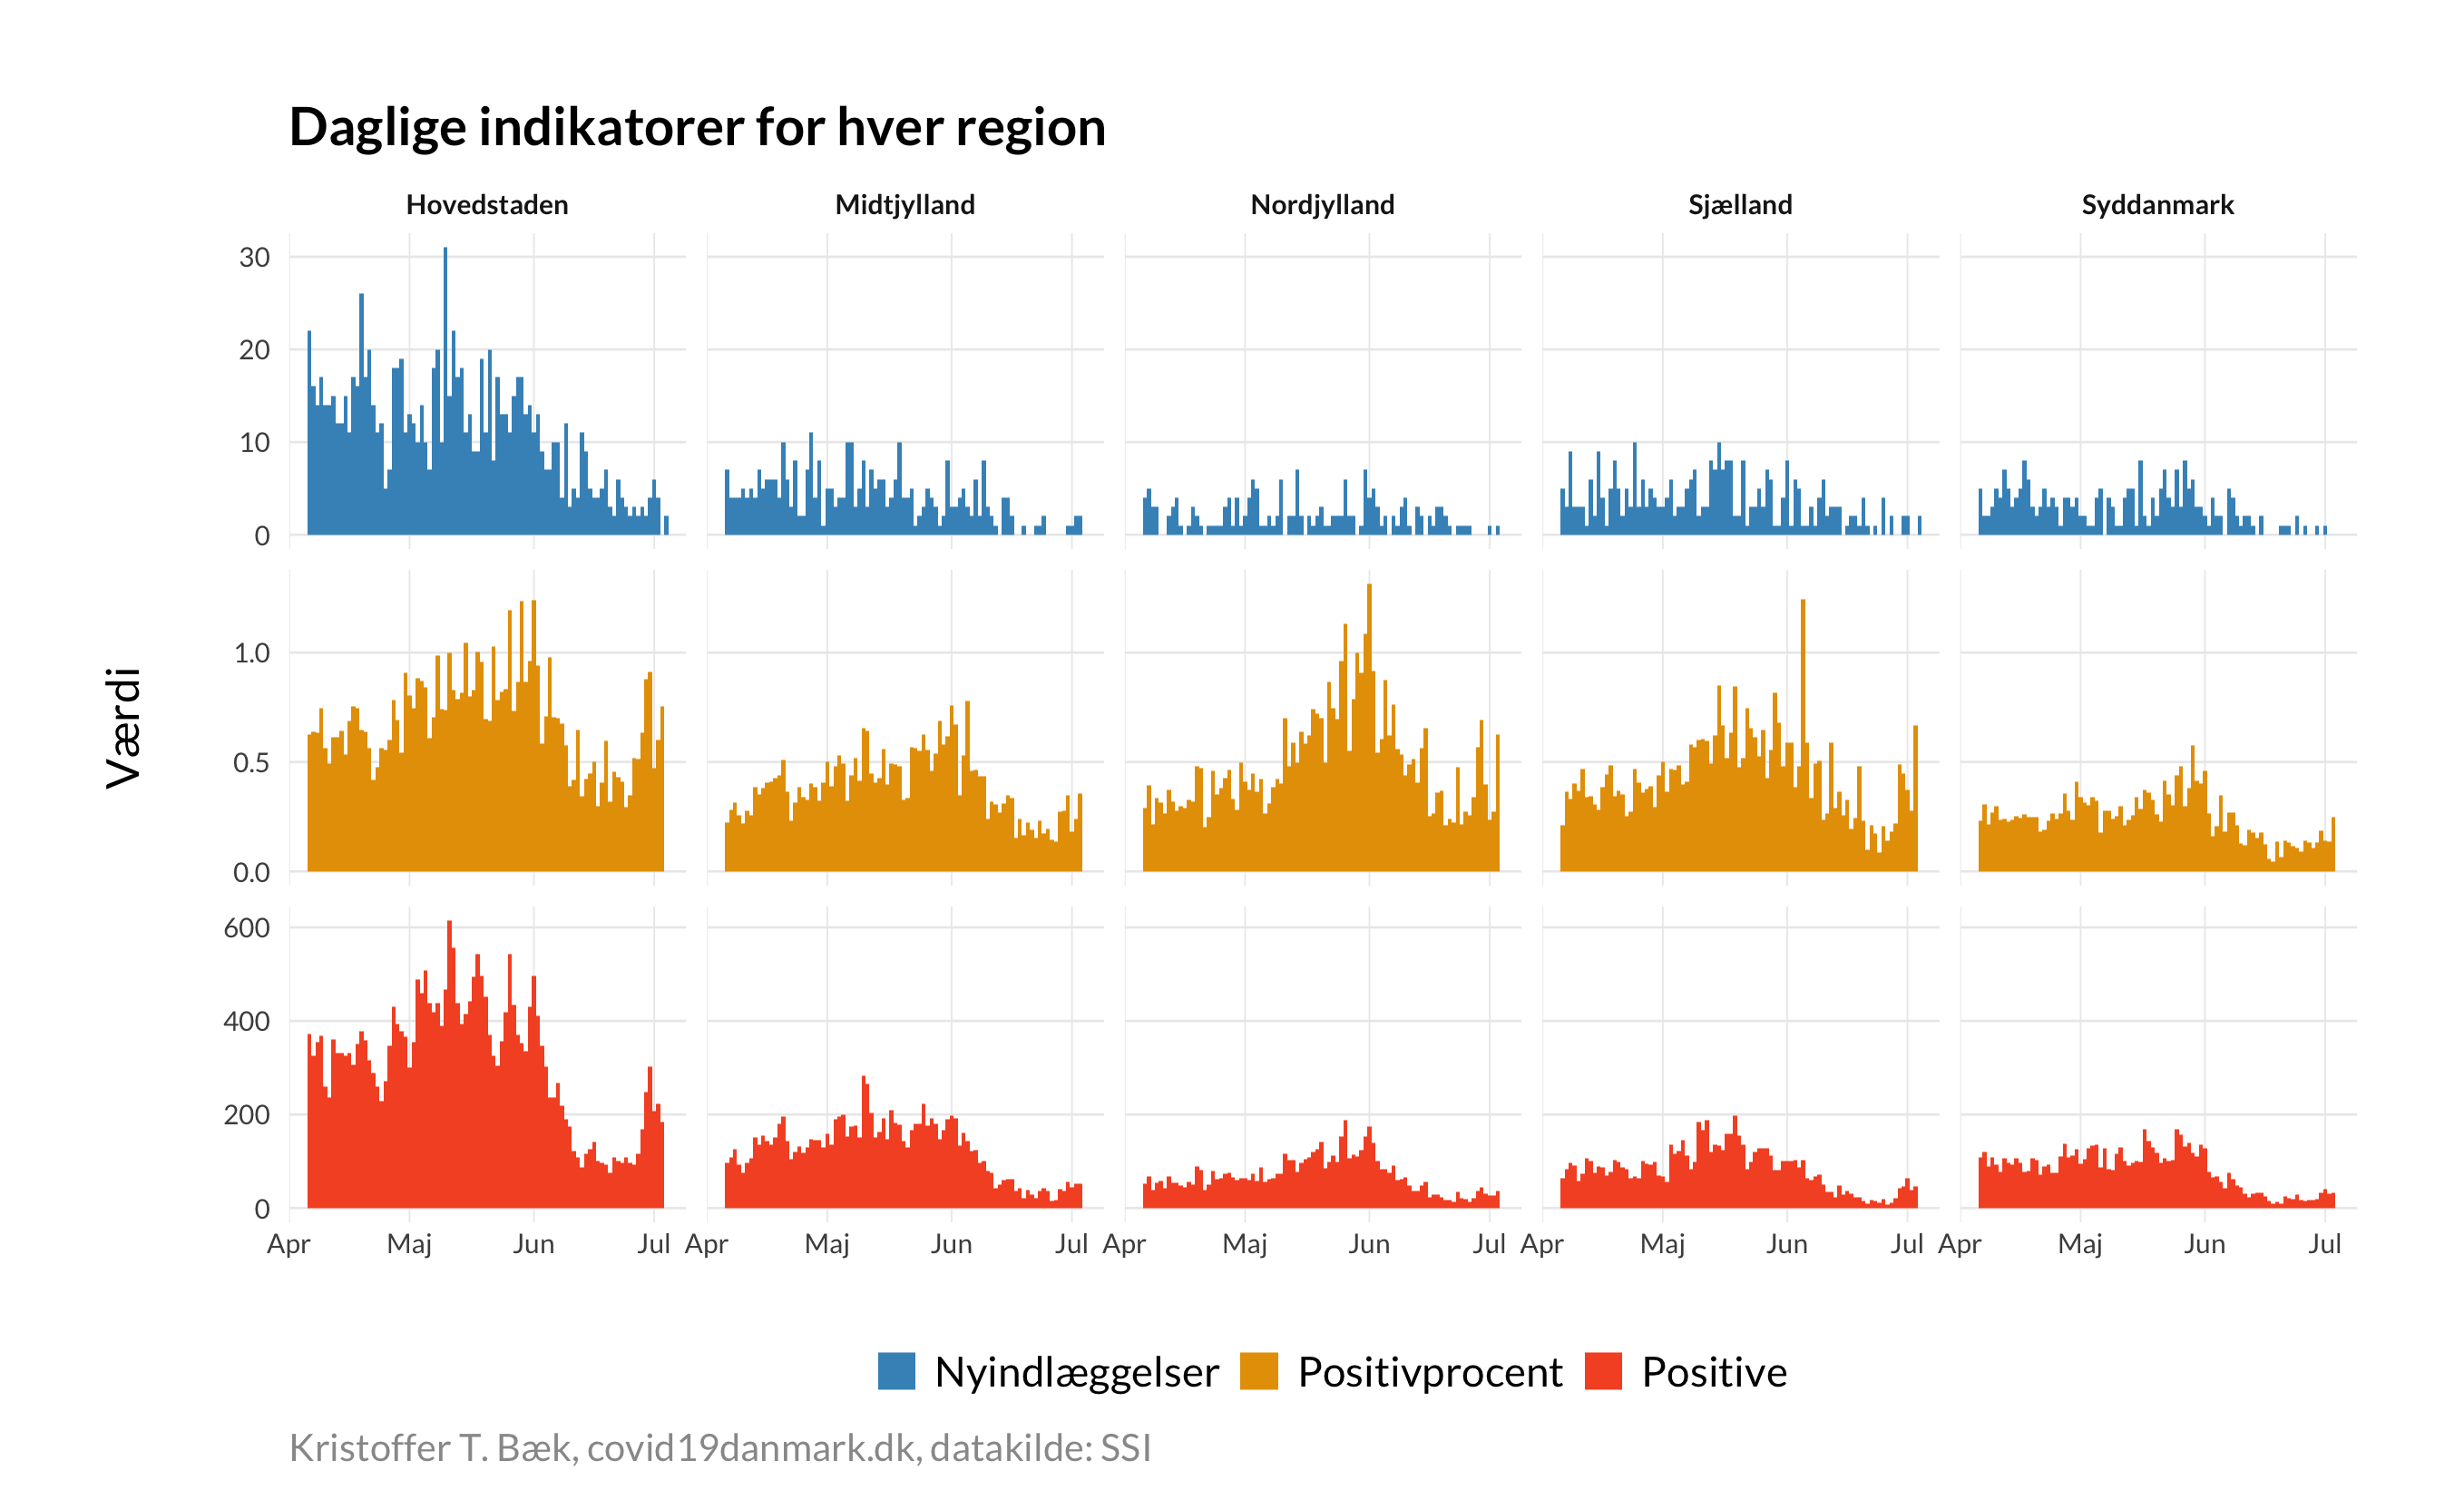 Daglige indikatorer for hver region
Hovedstaden Midtjylland Nordjylland Sjælland Syddanmark
30
20
10
0
1.0
0.5
0.0
600
400
200
0
Værdi
Apr Maj Jun Jul Apr Maj Jun Jul Apr Maj Jun Jul Apr Maj Jun Jul Apr Maj Jun Jul
Nyindlæggelser Positivprocent Positive
Kristoffer T. Bæk, covid19danmark.dk, datakilde: SSI